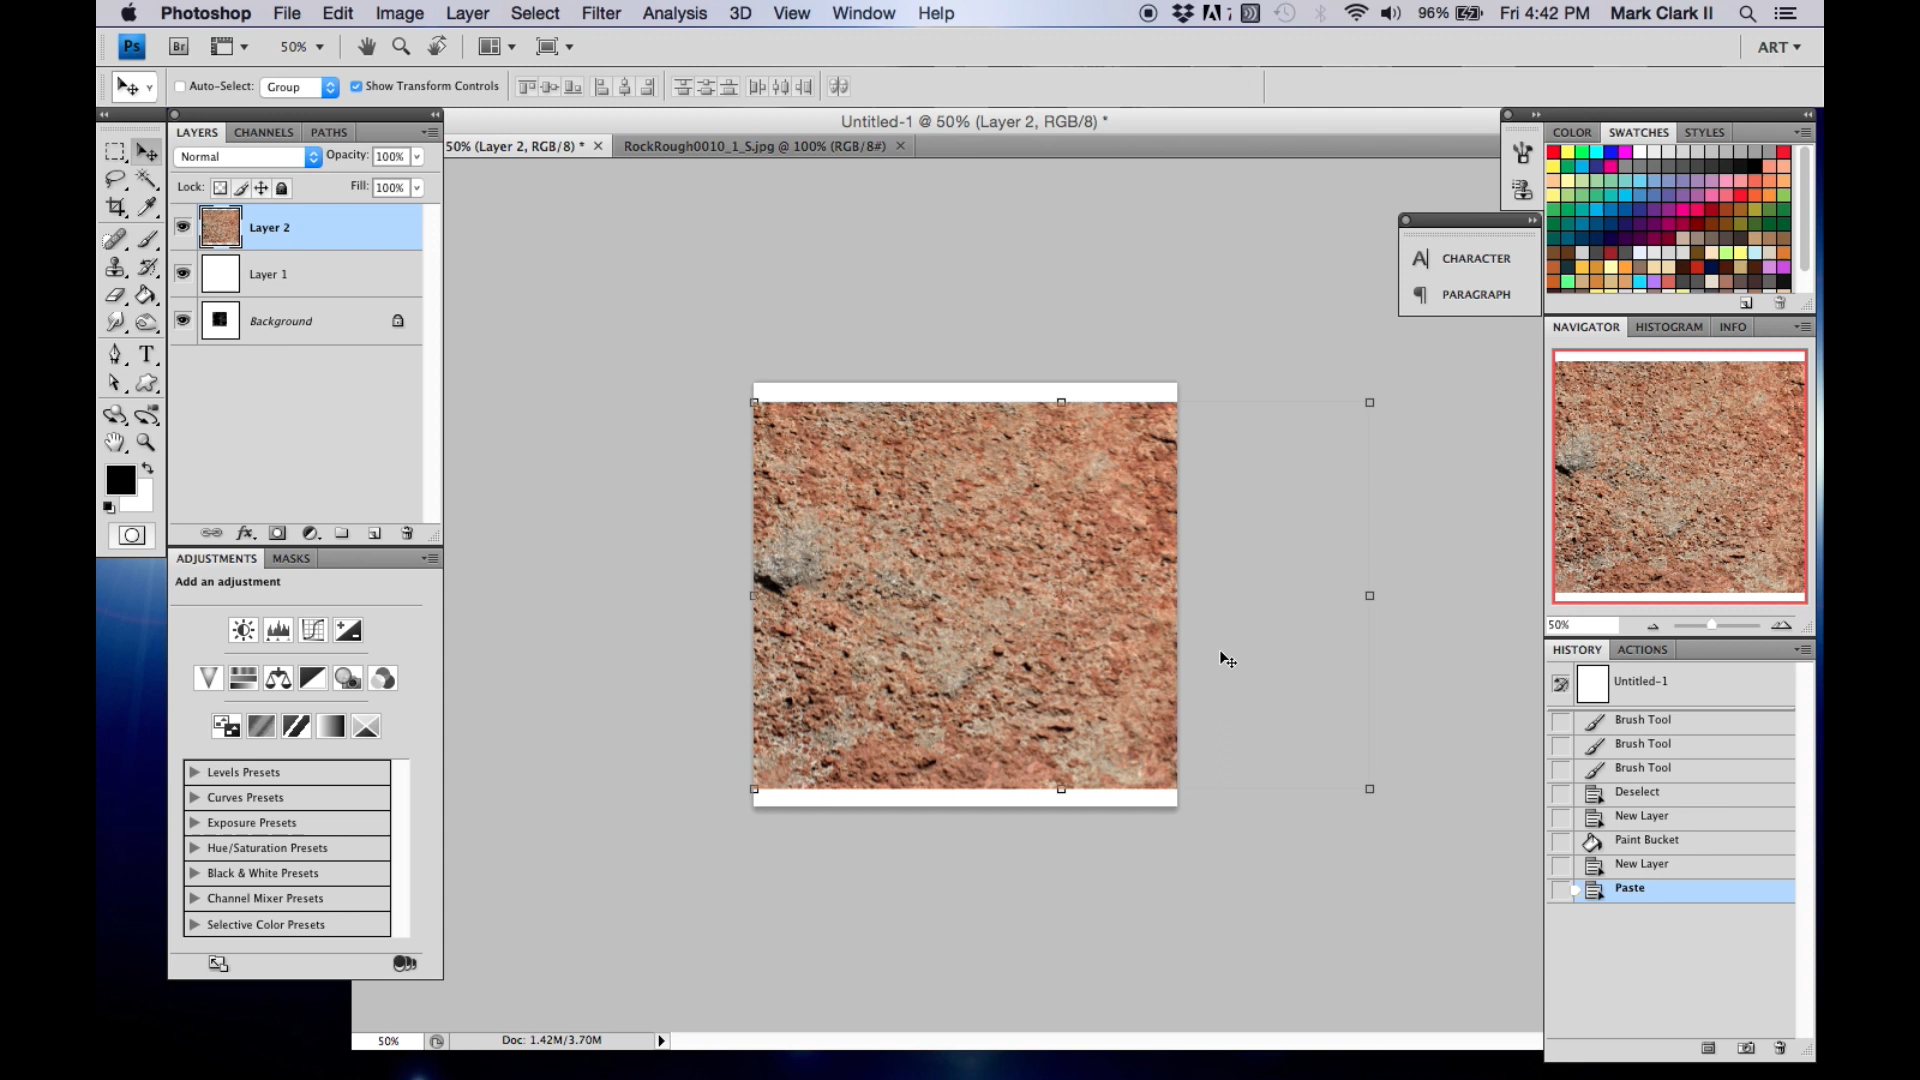 Photoshop File Edit Image Layer Select Filter Analysis 3D View Window Help 7 96% Fri 4:42 PM Mark Clark II
Ps Br 50% ART
Auto-Select: Group Show Transform Controls
Untitled-1 @ 50% (Layer 2, RGB/8) *
50% (Layer 2, RGB/8) * RockRough0010_1_S.jpg @ 100% (RGB/8#)
LAYERS CHANNELS PATHS
Normal Opacity: 100%
Lock: Fill: 100%
Layer 2
Layer 1
Background
ADJUSTMENTS MASKS
Add an adjustment
Levels Presets
Curves Presets
Exposure Presets
Hue/Saturation Presets
Black & White Presets
Channel Mixer Presets
Selective Color Presets
50% Doc: 1.42M/3.70M
CHARACTER
PARAGRAPH
COLOR SWATCHES STYLES
NAVIGATOR HISTOGRAM INFO
50%
HISTORY ACTIONS
Untitled-1
Brush Tool
Brush Tool
Brush Tool
Deselect
New Layer
Paint Bucket
New Layer
Paste